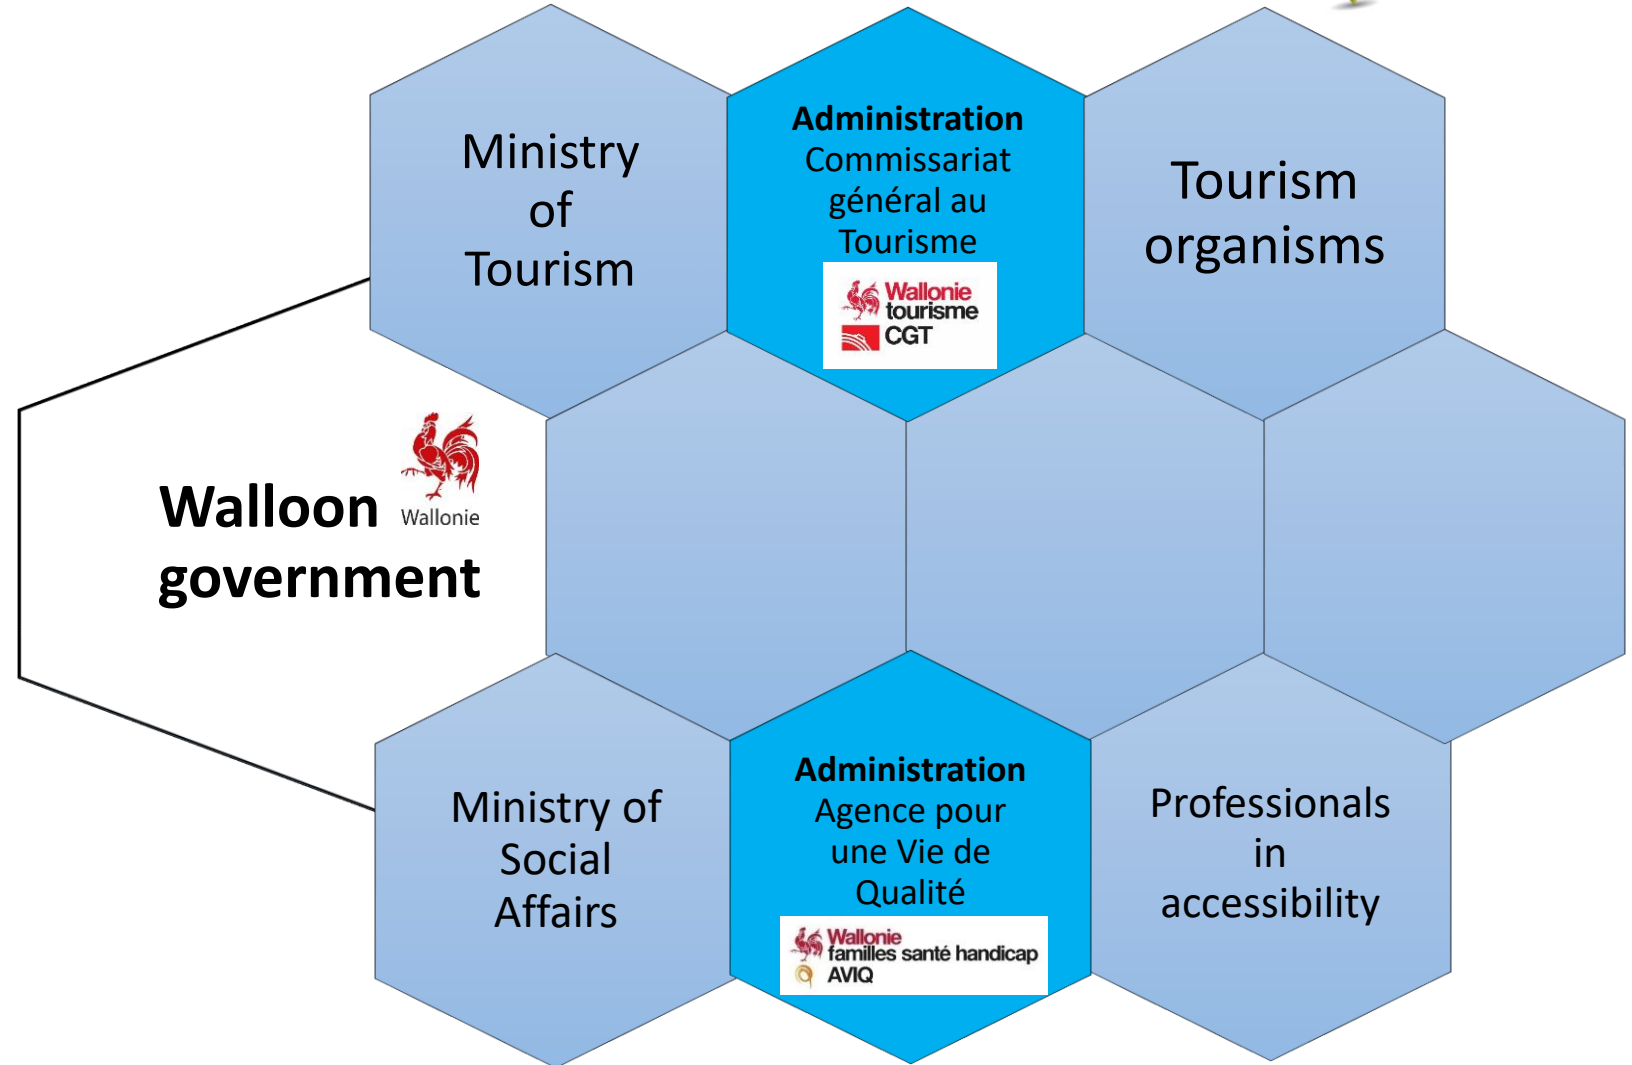 Ministry
of
Tourism
Administration
Commissariat
général au
Tourisme
Wallonie
tourisme
CGT
Tourism
organisms
Walloon
government
Wallonie
Ministry of
Social
Affairs
Administration
Agence pour
une Vie de
Qualité
Wallonie
familles santé handicap
AVIQ
Professionals
in
accessibility